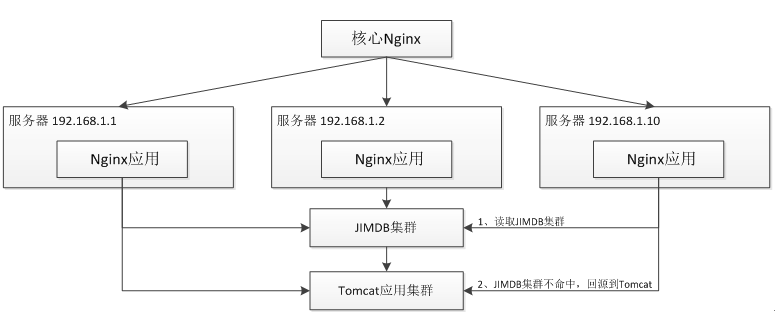 核心Nginx
服务器 192.168.1.1
Nginx应用
服务器 192.168.1.2
Nginx应用
服务器 192.168.1.10
Nginx应用
JIMDB集群
1、读取JIMDB集群
Tomcat应用集群
2、JIMDB集群不命中，回源到Tomcat